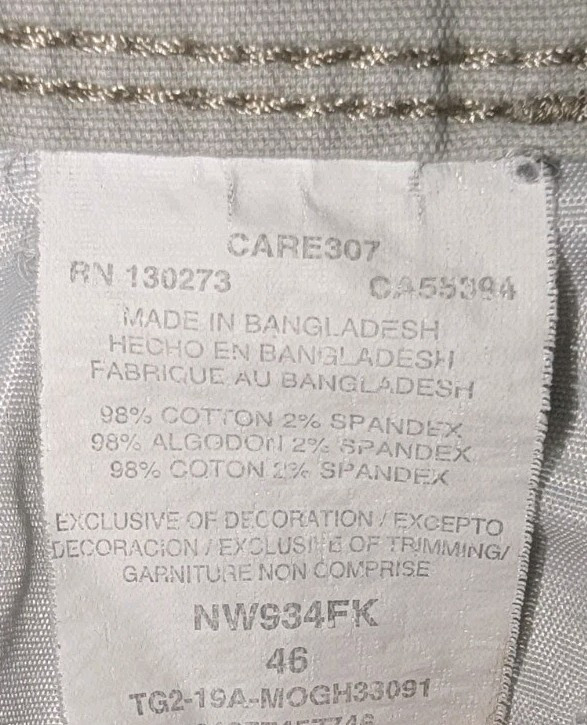 CARE307
RN 130273 CA55394
MADE IN BANGLADESH
HECHO EN BANGLADESH
FABRIQUE AU BANGLADESH
98% COTTON 2% SPANDEX
98% ALGODON 2% SPANDEX
98% COTON 2% SPANDEX
EXCLUSIVE OF DECORATION / EXCEPTO
DECORACION / EXCLUSIVE OF TRIMMING/
GARNITURE NON COMPRISE
NW934FK
46
TG2-19A-MOGH33091